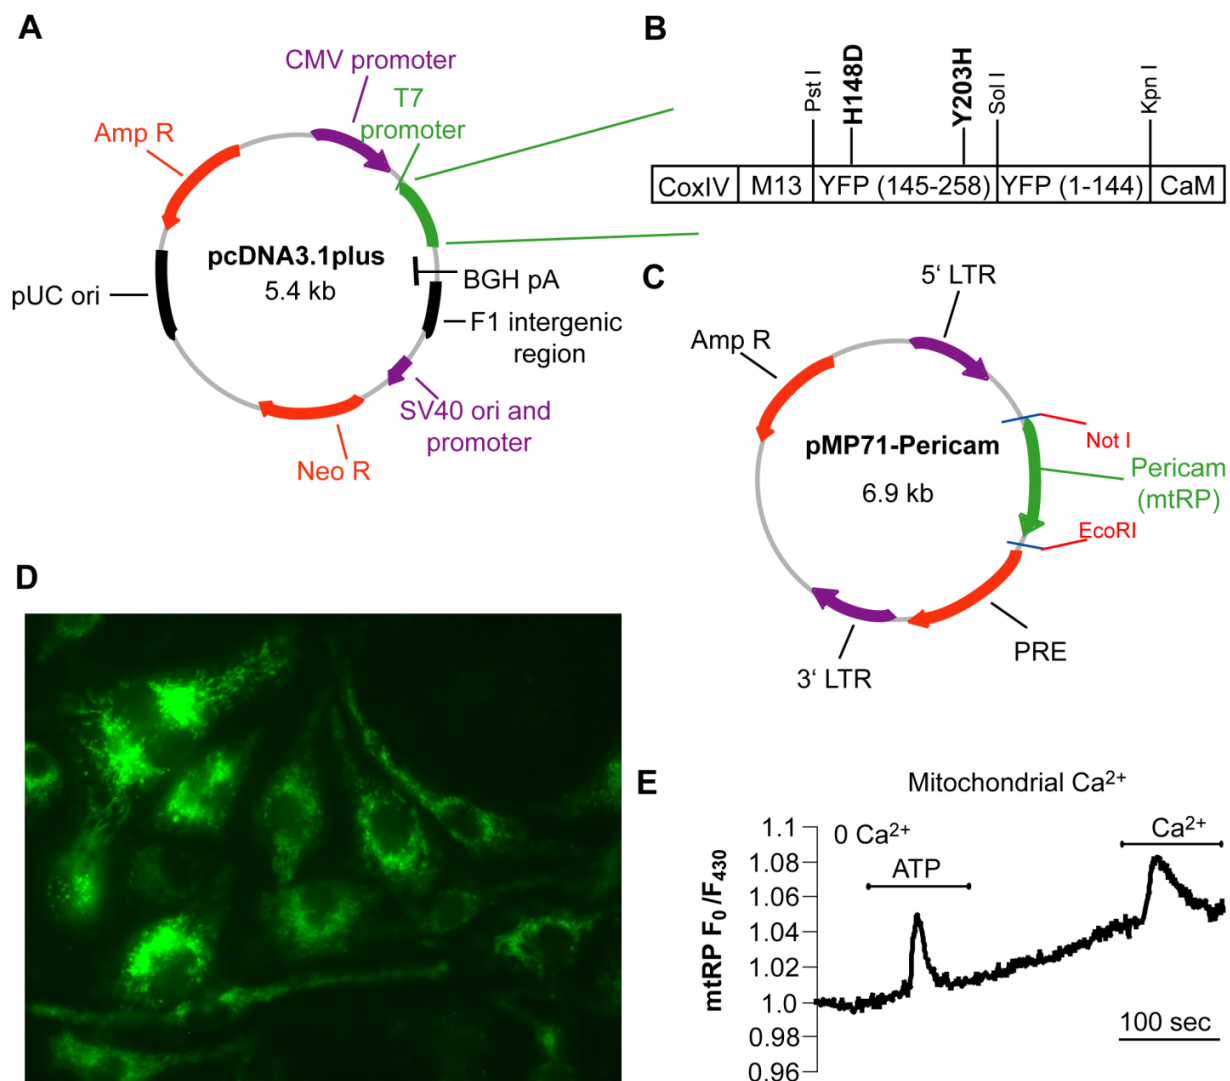 A
CMV promoter
T7
promoter
Amp R
pcDNA3.1plus
5.4 kb
pUC ori
BGH pA
F1 intergenic
region
SV40 ori and
promoter
Neo R
B
Pst I
H148D
Y203H
Sol I
Kpn I
CoxIV M13 YFP (145-258) YFP (1-144) CaM
C
5‘ LTR
Amp R
Not I
pMP71-Pericam
6.9 kb
Pericam
(mtRP)
EcoRI
PRE
3‘ LTR
D
E
Mitochondrial Ca²⁺
0 Ca²⁺
ATP
Ca²⁺
mtRP F₀/F₄₃₀
1.1
1.08
1.06
1.04
1.02
1.0
0.98
0.96
100 sec